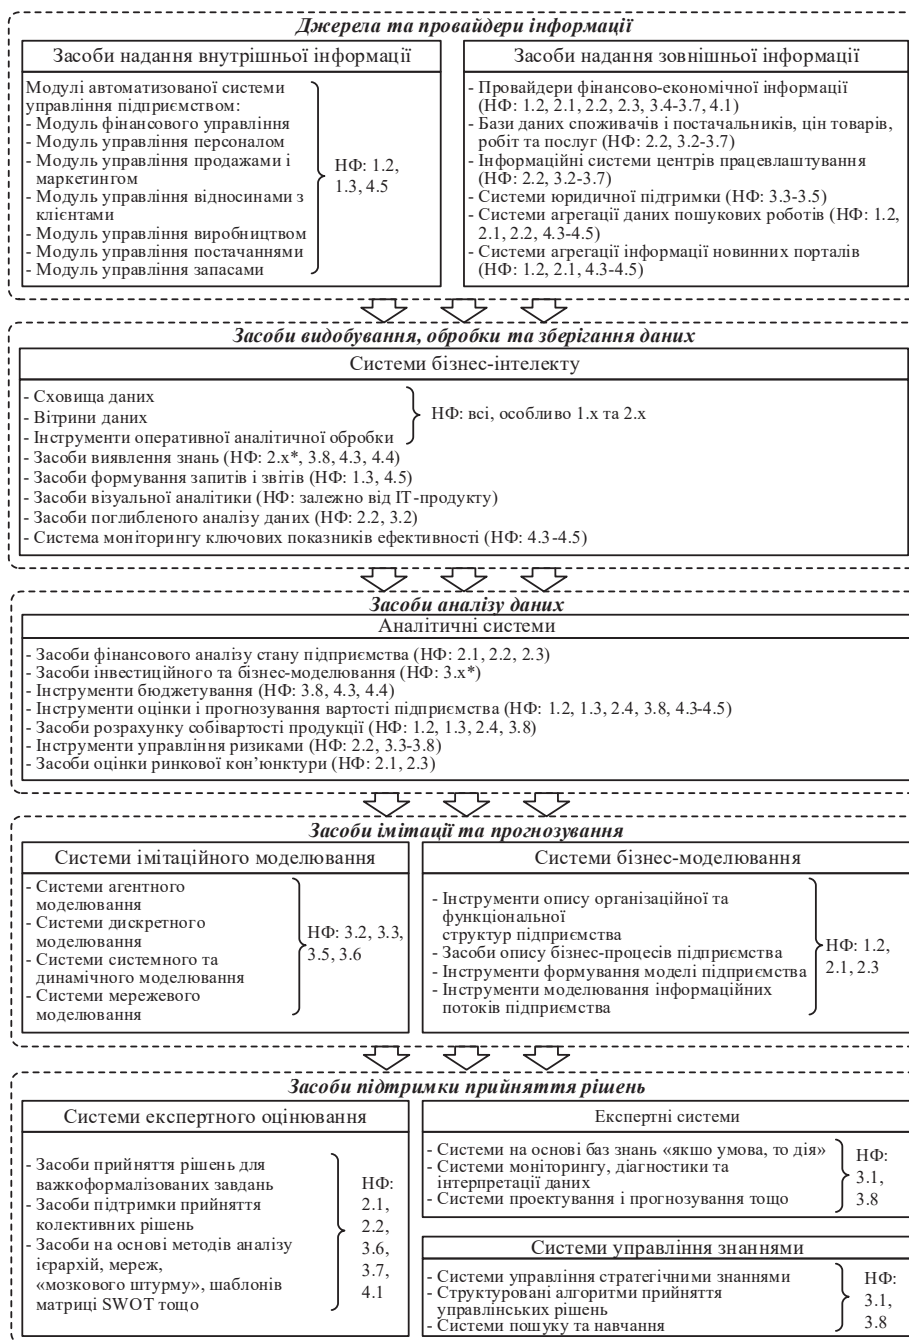 Джерела та провайдери інформації
Засоби надання внутрішньої інформації
Модулі автоматизованої системи
управління підприємством:
- Модуль фінансового управління
- Модуль управління персоналом
- Модуль управління продажами і
маркетингом
- Модуль управління відносинами з
клієнтами
- Модуль управління виробництвом
- Модуль управління постачаннями
- Модуль управління запасами
НФ: 1.2,
1.3, 4.5
Засоби надання зовнішньої інформації
- Провайдери фінансово-економічної інформації
(НФ: 1.2, 2.1, 2.2, 2.3, 3.4-3.7, 4.1)
- Бази даних споживачів і постачальників, цін товарів,
робіт та послуг (НФ: 2.2, 3.2-3.7)
- Інформаційні системи центрів працевлаштування
(НФ: 2.2, 3.2-3.7)
- Системи юридичної підтримки (НФ: 3.3-3.5)
- Системи агрегації даних пошукових роботів (НФ: 1.2,
2.1, 2.2, 4.3-4.5)
- Системи агрегації інформації новинних порталів
(НФ: 1.2, 2.1, 4.3-4.5)
Засоби видобування, обробки та зберігання даних
Системи бізнес-інтелекту
- Сховища даних
- Вітрини даних
- Інструменти оперативної аналітичної обробки
НФ: всі, особливо 1.x та 2.x
- Засоби виявлення знань (НФ: 2.x*, 3.8, 4.3, 4.4)
- Засоби формування запитів і звітів (НФ: 1.3, 4.5)
- Засоби візуальної аналітики (НФ: залежно від ІТ-продукту)
- Засоби поглибленого аналізу даних (НФ: 2.2, 3.2)
- Система моніторингу ключових показників ефективності (НФ: 4.3-4.5)
Засоби аналізу даних
Аналітичні системи
- Засоби фінансового аналізу стану підприємства (НФ: 2.1, 2.2, 2.3)
- Засоби інвестиційного та бізнес-моделювання (НФ: 3.x*)
- Інструменти бюджетування (НФ: 3.8, 4.3, 4.4)
- Інструменти оцінки і прогнозування вартості підприємства (НФ: 1.2, 1.3, 2.4, 3.8, 4.3-4.5)
- Засоби розрахунку собівартості продукції (НФ: 1.2, 1.3, 2.4, 3.8)
- Інструменти управління ризиками (НФ: 2.2, 3.3-3.8)
- Засоби оцінки ринкової кон’юнктури (НФ: 2.1, 2.3)
Засоби імітації та прогнозування
Системи імітаційного моделювання
- Системи агентного
моделювання
- Системи дискретного
моделювання
- Системи системного та
динамічного моделювання
- Системи мережевого
моделювання
НФ: 3.2, 3.3,
3.5, 3.6
Системи бізнес-моделювання
- Інструменти опису організаційної та
функціональної
структур підприємства
- Засоби опису бізнес-процесів підприємства
- Інструменти формування моделі підприємства
- Інструменти моделювання інформаційних
потоків підприємства
НФ: 1.2,
2.1, 2.3
Засоби підтримки прийняття рішень
Системи експертного оцінювання
- Засоби прийняття рішень для
важкоформалізованих завдань
- Засоби підтримки прийняття
колективних рішень
- Засоби на основі методів аналізу
ієрархій, мереж,
«мозкового штурму», шаблонів
матриці SWOT тощо
НФ:
2.1,
2.2,
3.6,
3.7,
4.1
Експертні системи
- Системи на основі баз знань «якшо умова, то дія»
- Системи моніторингу, діагностики та
інтерпретації даних
- Системи проектування і прогнозування тощо
НФ:
3.1,
3.8
Системи управління знаннями
- Системи управління стратегічними знаннями
- Структуровані алгоритми прийняття
управлінських рішень
- Системи пошуку та навчання
НФ:
3.1,
3.8